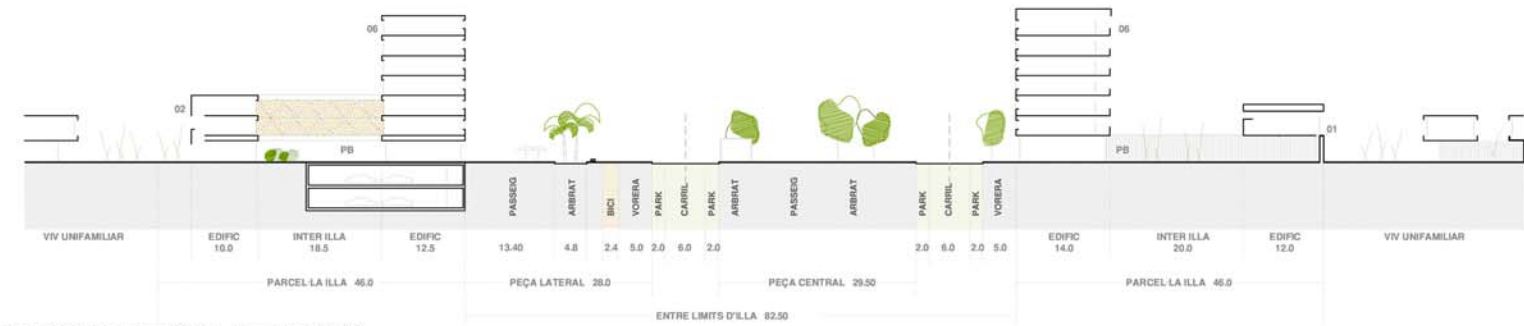 06
06
02
01
PB
PB
PASSEIG
ARBRAT
BICI
VORERA
PARK
CARRIL
PARK
ARBRAT
PASSEIG
ARBRAT
PARK
CARRIL
PARK
VORERA
VIV UNIFAMILIAR
EDIFIC
10.0
INTER ILLA
18.5
EDIFIC
12.5
13.40
4.8
2.4
5.0
2.0
6.0
2.0
2.0
6.0
2.0
5.0
EDIFIC
14.0
INTER ILLA
20.0
EDIFIC
12.0
VIV UNIFAMILIAR
PARCEL·LA ILLA 46.0
PEÇA LATERAL 28.0
PEÇA CENTRAL 29.50
PARCEL·LA ILLA 46.0
ENTRE LIMITS D'ILLA 82.50